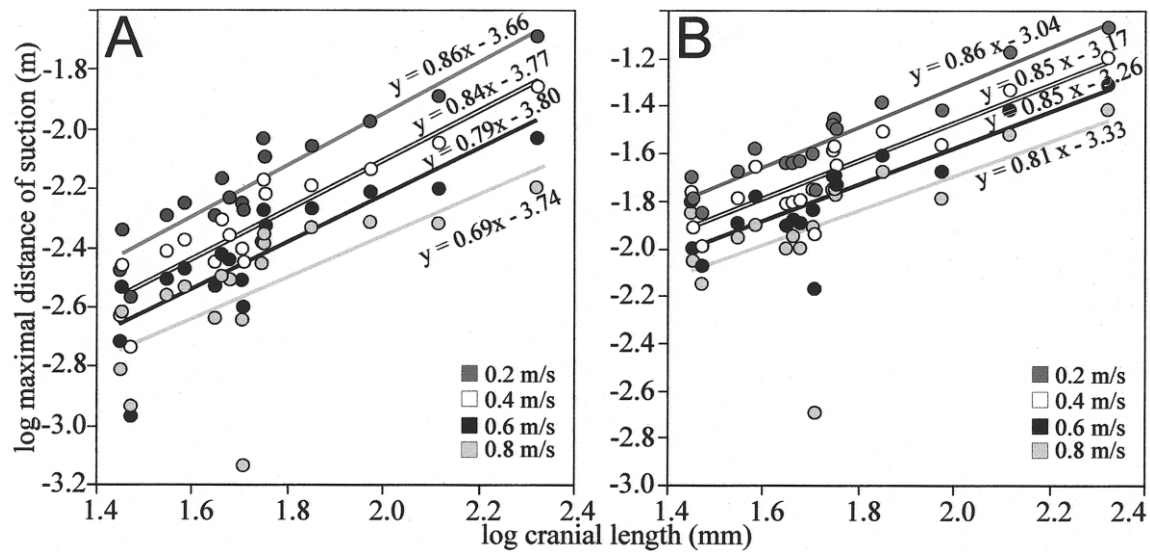 A
B
log maximal distance of suction (m)
-1.8
-2.0
-2.2
-2.4
-2.6
-2.8
-3.0
-3.2
y = 0.86x - 3.66
y = 0.84x - 3.77
y = 0.79x - 3.80
y = 0.69x - 3.74
0.2 m/s
0.4 m/s
0.6 m/s
0.8 m/s
1.4
1.6
1.8
2.0
2.2
2.4
-1.2
-1.4
-1.6
-1.8
-2.0
-2.2
-2.4
-2.6
-2.8
-3.0
y = 0.86 x - 3.04
y = 0.85x - 3.17
y = 0.85x - 3.26
y = 0.81 x - 3.33
0.2 m/s
0.4 m/s
0.6 m/s
0.8 m/s
1.4
1.6
1.8
2.0
2.2
2.4
log cranial length (mm)